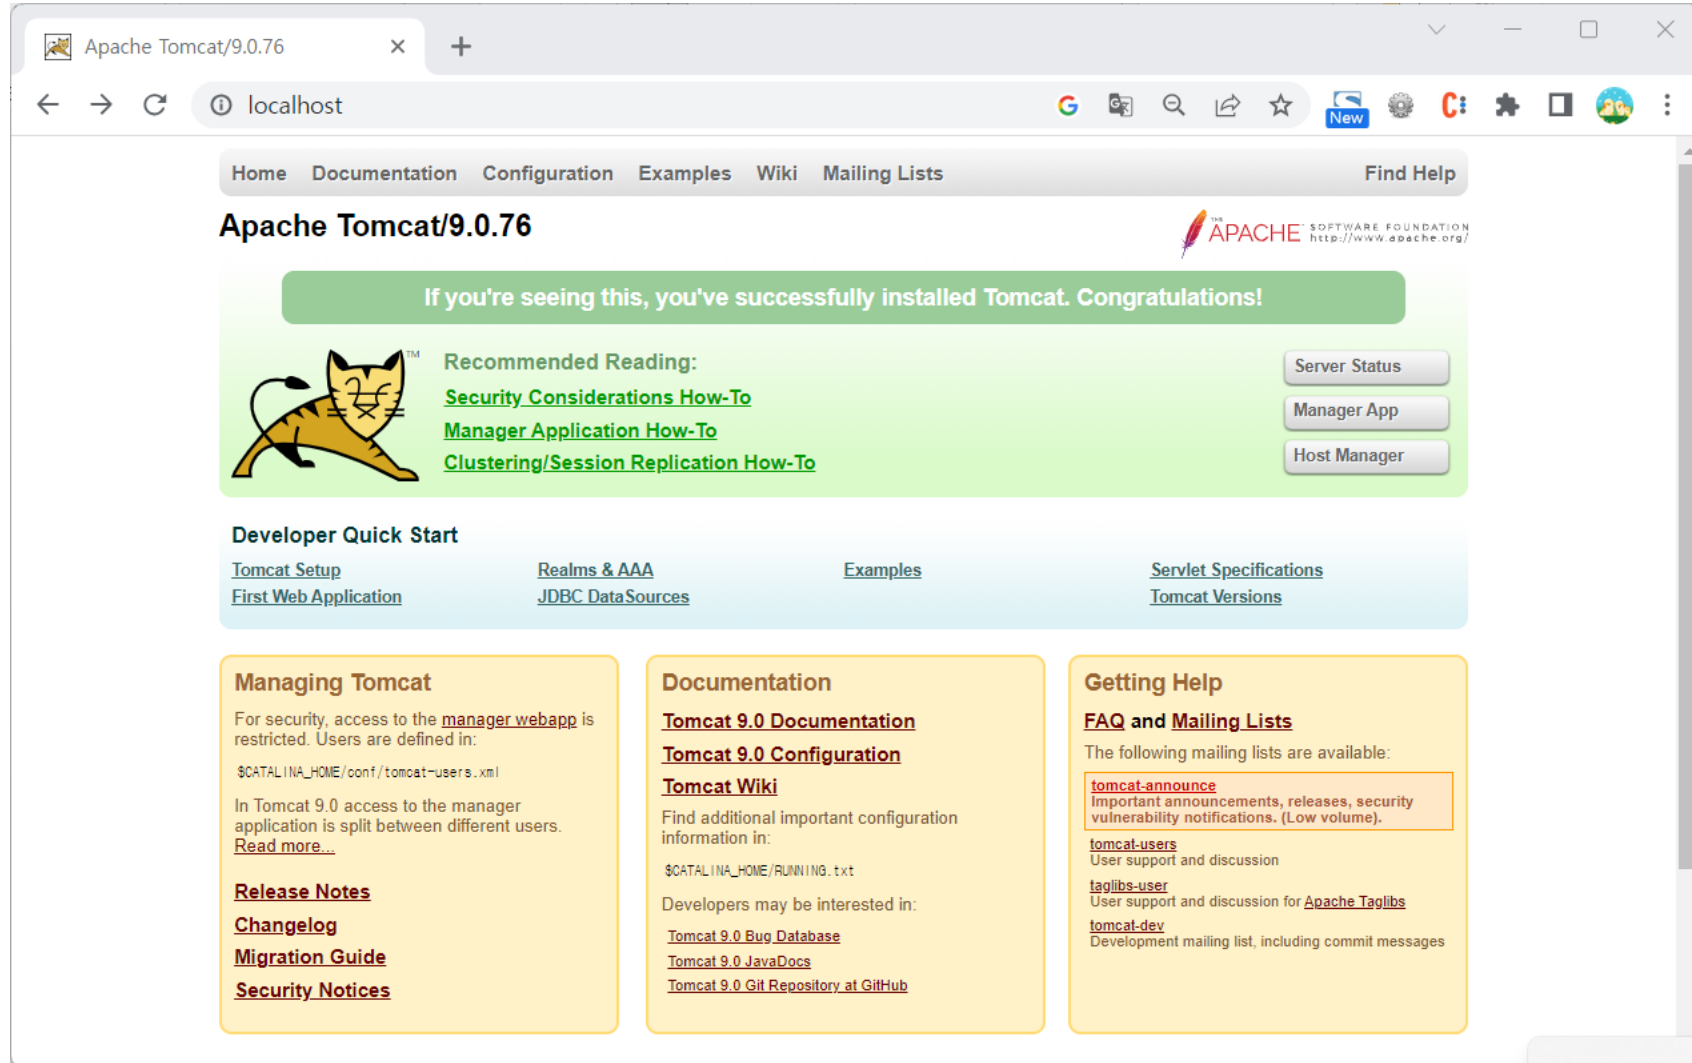 Apache Tomcat/9.0.76
localhost
New
Home Documentation Configuration Examples Wiki Mailing Lists Find Help
Apache Tomcat/9.0.76
THE APACHE SOFTWARE FOUNDATION
http://www.apache.org/
If you're seeing this, you've successfully installed Tomcat. Congratulations!
TM
Recommended Reading:
Security Considerations How-To
Manager Application How-To
Clustering/Session Replication How-To
Server Status
Manager App
Host Manager
Developer Quick Start
Tomcat Setup
First Web Application
Realms & AAA
JDBC DataSources
Examples
Servlet Specifications
Tomcat Versions
Managing Tomcat
For security, access to the manager webapp is
restricted. Users are defined in:
$CATALINA_HOME/conf/tomcat-users.xml
In Tomcat 9.0 access to the manager
application is split between different users.
Read more...
Release Notes
Changelog
Migration Guide
Security Notices
Documentation
Tomcat 9.0 Documentation
Tomcat 9.0 Configuration
Tomcat Wiki
Find additional important configuration
information in:
$CATALINA_HOME/RUNNING.txt
Developers may be interested in:
Tomcat 9.0 Bug Database
Tomcat 9.0 JavaDocs
Tomcat 9.0 Git Repository at GitHub
Getting Help
FAQ and Mailing Lists
The following mailing lists are available:
tomcat-announce
Important announcements, releases, security
vulnerability notifications. (Low volume).
tomcat-users
User support and discussion
taglibs-user
User support and discussion for Apache Taglibs
tomcat-dev
Development mailing list, including commit messages